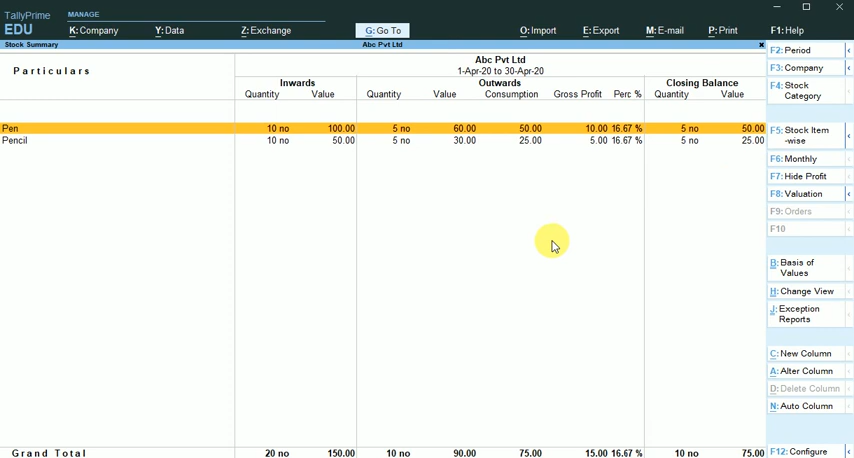 TallyPrime MANAGE
EDU K: Company Y: Data Z: Exchange G: Go To O: Import E: Export M: E-mail P: Print F1: Help
Stock Summary Abc Pvt Ltd x
Particulars
Abc Pvt Ltd
1-Apr-20 to 30-Apr-20
Inwards Outwards Closing Balance
Quantity Value Quantity Value Consumption Gross Profit Perc % Quantity Value
Pen 10 no 100.00 5 no 60.00 50.00 10.00 16.67 % 5 no 50.00
Pencil 10 no 50.00 5 no 30.00 25.00 5.00 16.67 % 5 no 25.00
Grand Total 20 no 150.00 10 no 90.00 75.00 15.00 16.67 % 10 no 75.00
F2: Period
F3: Company
F4: Stock
Category
F5: Stock Item
-wise
F6: Monthly
F7: Hide Profit
F8: Valuation
F9: Orders
F10
B: Basis of
Values
H: Change View
J: Exception
Reports
C: New Column
A: Alter Column
D: Delete Column
N: Auto Column
F12: Configure